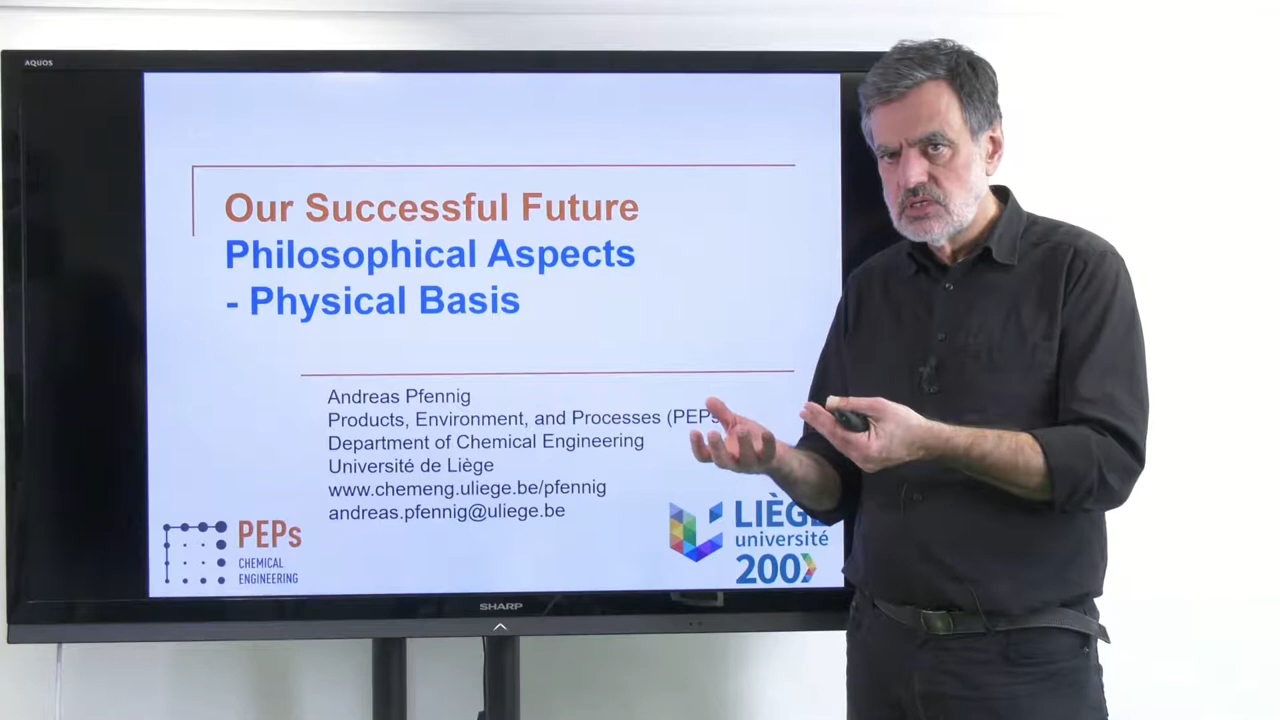 AQUOS
Our Successful Future
Philosophical Aspects
- Physical Basis
Andreas Pfennig
Products, Environment, and Processes (PEPs
Department of Chemical Engineering
Université de Liège
www.chemeng.uliege.be/pfennig
andreas.pfennig@uliege.be
PEPs
CHEMICAL
ENGINEERING
LIÈGE
université
200
SHARP